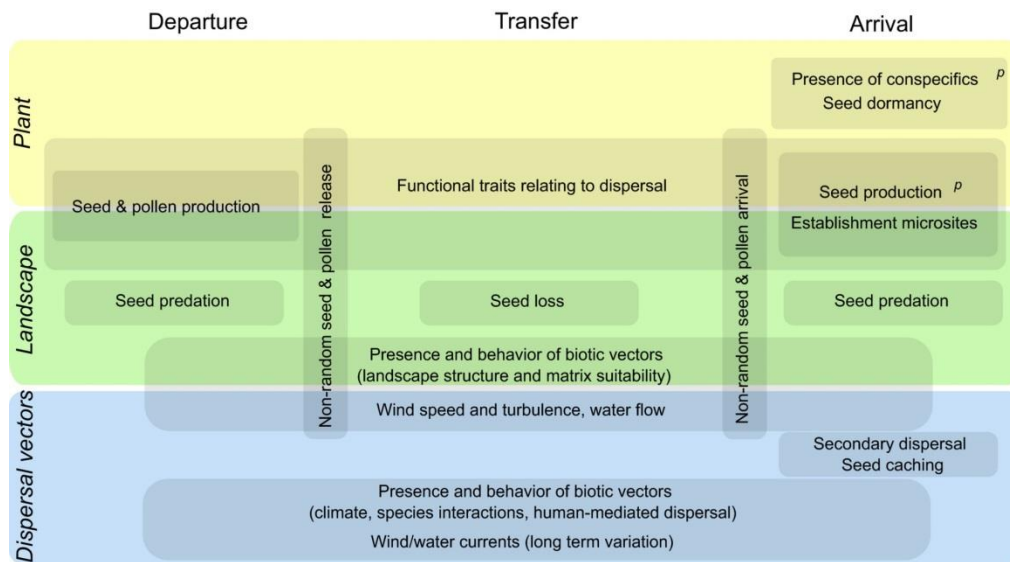 Departure
Transfer
Arrival
Plant
Presence of conspecifics p
Seed dormancy
Functional traits relating to dispersal
Seed production p
Seed & pollen production
Establishment microsites
Non-random seed & pollen release
Non-random seed & pollen arrival
Landscape
Seed predation
Seed loss
Seed predation
Presence and behavior of biotic vectors
(landscape structure and matrix suitability)
Dispersal vectors
Wind speed and turbulence, water flow
Secondary dispersal
Seed caching
Presence and behavior of biotic vectors
(climate, species interactions, human-mediated dispersal)
Wind/water currents (long term variation)